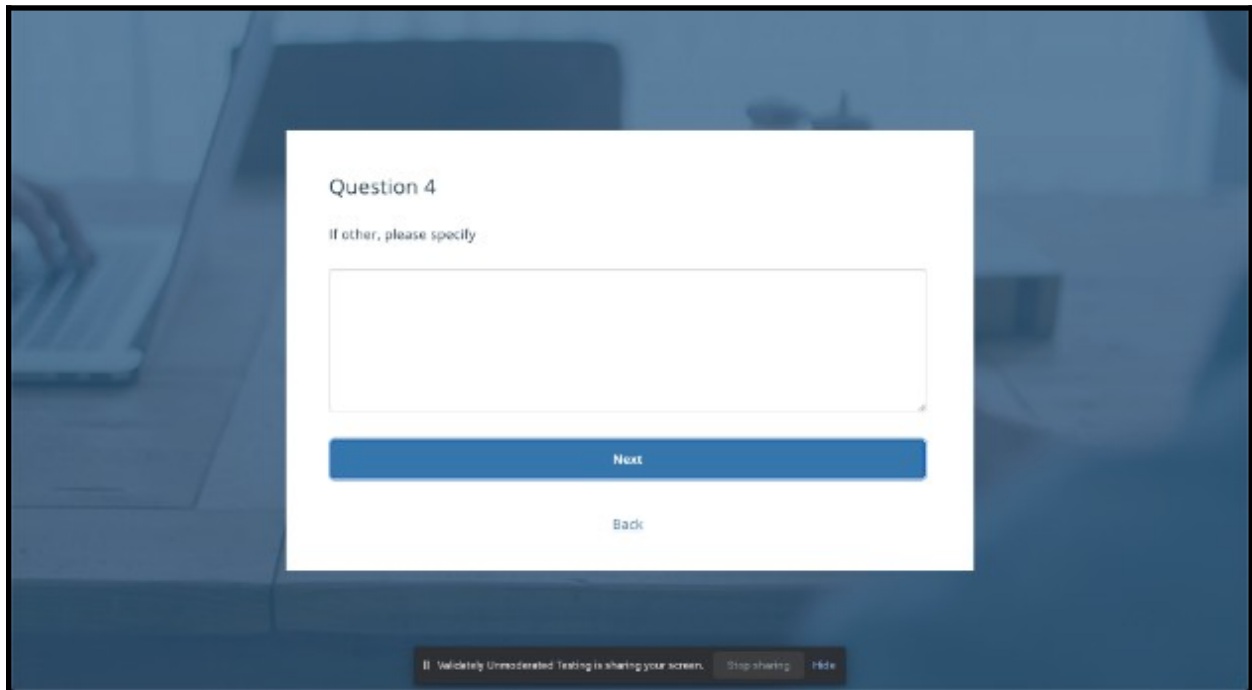 Question 4
If other, please specify
Next
Back
Validately Unmoderated Testing is sharing your screen. Stop sharing Hide